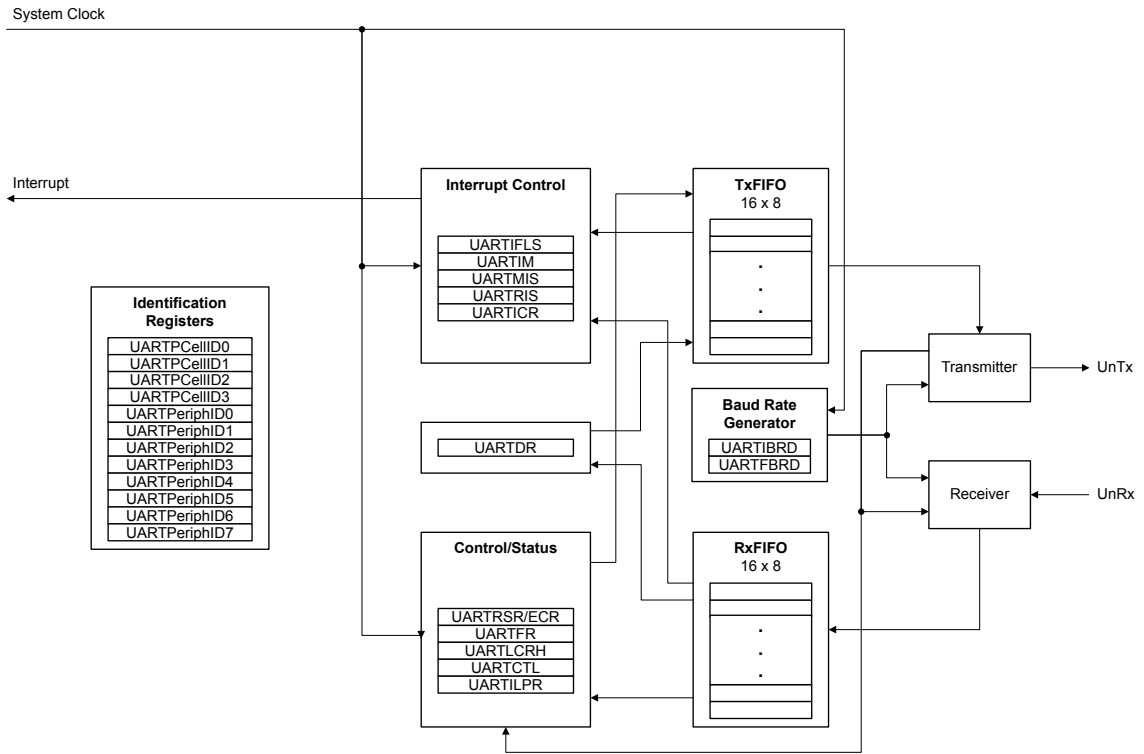 System Clock
Interrupt
Interrupt Control
UARTIFLS
UARTIM
UARTMIS
UARTRIS
UARTICR
TxFIFO
16 x 8
.
.
.
Identification
Registers
UARTPCellID0
UARTPCellID1
UARTPCellID2
UARTPCellID3
UARTPeriphID0
UARTPeriphID1
UARTPeriphID2
UARTPeriphID3
UARTPeriphID4
UARTPeriphID5
UARTPeriphID6
UARTPeriphID7
Transmitter
UnTx
UARTDR
Baud Rate
Generator
UARTIBRD
UARTFBRD
Receiver
UnRx
Control/Status
UARTRSR/ECR
UARTFR
UARTLCRH
UARTCTL
UARTILPR
RxFIFO
16 x 8
.
.
.